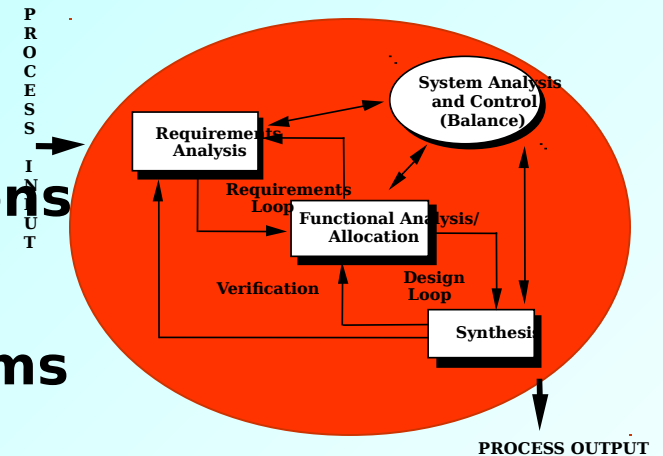 PROCESS INPUT
System Analysis
and Control
(Balance)
Requirements
Analysis
Requirements
Loop
ns
Functional Analysis/
Allocation
Verification
Design
Loop
Synthesis
ms
PROCESS OUTPUT